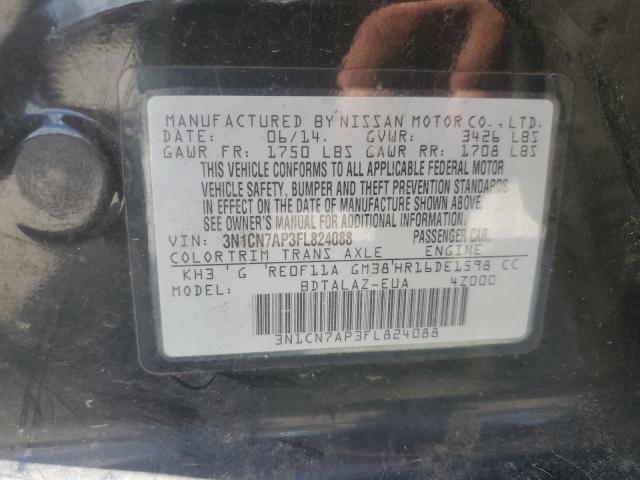 MANUFACTURED BY NISSAN MOTOR CO., LTD.
DATE: 06/14. GVWR: 3426 LBS
GAWR FR: 1750 LBS GAWR RR: 1708 LBS
THIS VEHICLE CONFORMS TO ALL APPLICABLE FEDERAL MOTOR
VEHICLE SAFETY, BUMPER AND THEFT PREVENTION STANDARDS
IN EFFECT ON THE DATE OF MANUFACTURE SHOWN ABOVE.
SEE OWNER'S MANUAL FOR ADDITIONAL INFORMATION.
VIN: 3N1CN7AP3FL824088 PASSENGER CAR.
COLOR TRIM TRANS AXLE ENGINE
KH3 ' G 'RE0F11A GM38'HR16DE1598 CC
MODEL: BDTALAZ-EUA 4Z000
3N1CN7AP3FL824088